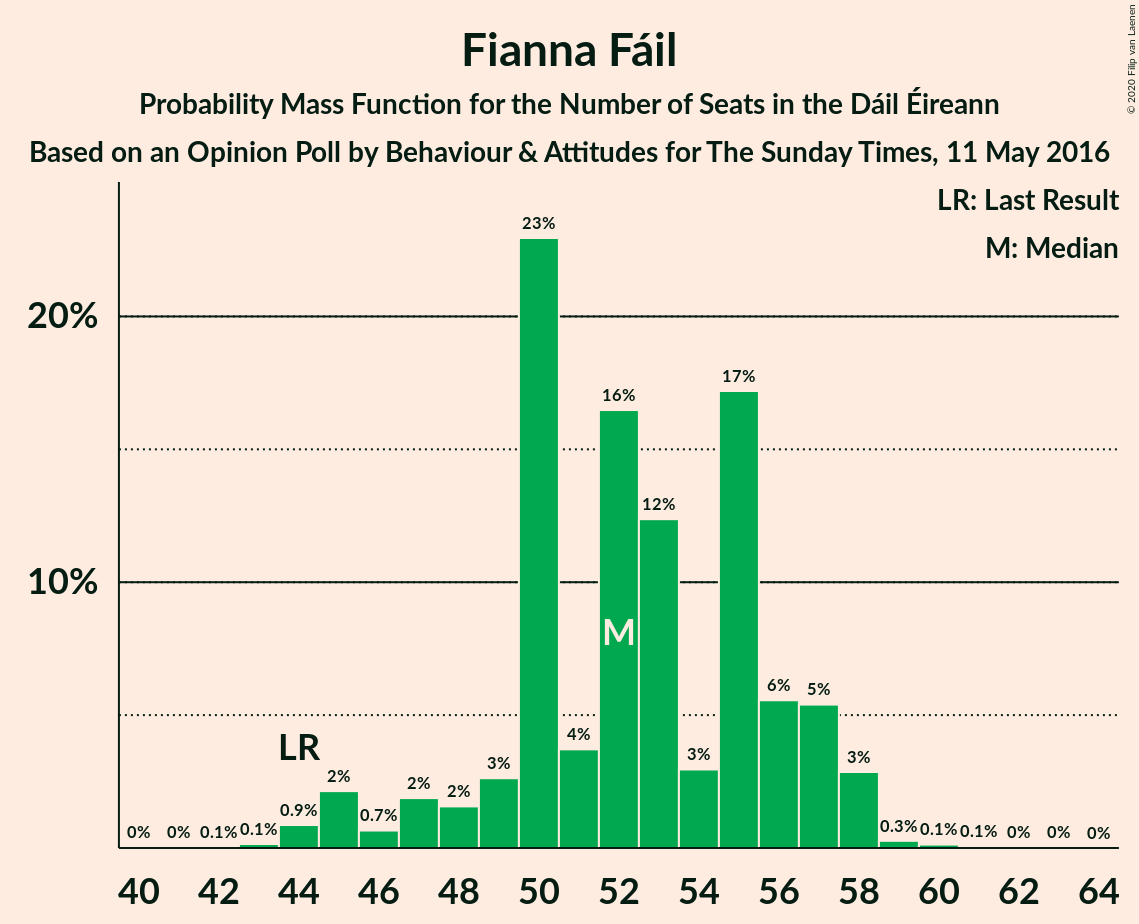 Fianna Fáil
Probability Mass Function for the Number of Seats in the Dáil Éireann
Based on an Opinion Poll by Behaviour & Attitudes for The Sunday Times, 11 May 2016
© 2020 Filip van Laenen
LR: Last Result
M: Median
20%
10%
0% 0% 0.1% 0.1% 0.9% 2% 0.7% 2% 2% 3% 23% 4% 16% 12% 3% 17% 6% 5% 3% 0.3% 0.1% 0.1% 0% 0% 0%
LR
M
40 42 44 46 48 50 52 54 56 58 60 62 64